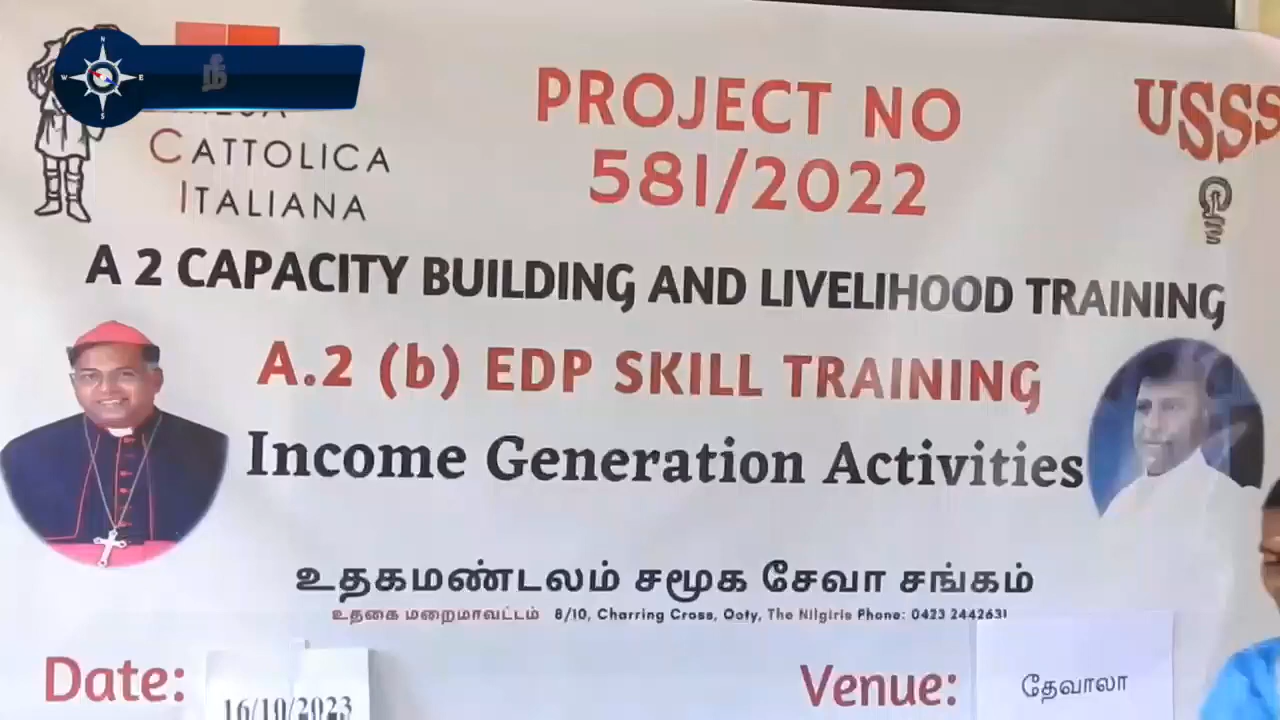 நீ
CATTOLICA
ITALIANA
PROJECT NO
581/2022
USSS
A 2 CAPACITY BUILDING AND LIVELIHOOD TRAINING
A.2 (b) EDP SKILL TRAINING
Income Generation Activities
உதகமண்டலம் சமூக சேவா சங்கம்
உதகை மறைமாவட்டம் 8/10, Charring Cross, Ooty, The Nilgiris Phone: 0423 2442631
Date: 16/10/2023
Venue: தேவாலா